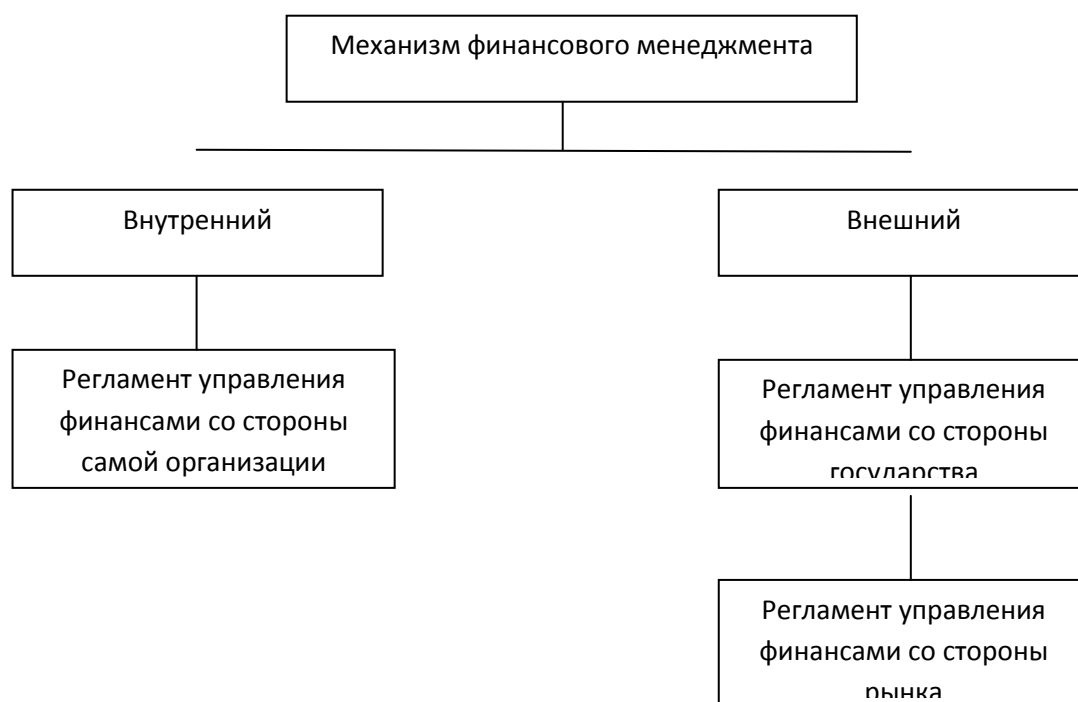 Механизм финансового менеджмента
Внутренний
Внешний
Регламент управления
финансами со стороны
самой организации
Регламент управления
финансами со стороны
государства
Регламент управления
финансами со стороны
рынка